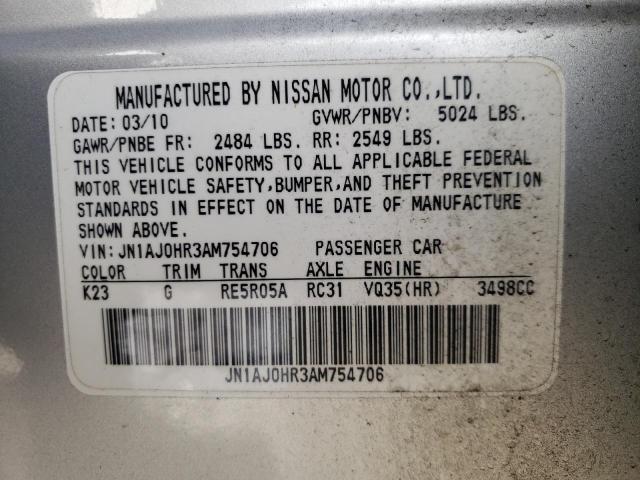 MANUFACTURED BY NISSAN MOTOR CO.,LTD.
DATE: 03/10 GVWR/PNBV: 5024 LBS.
GAWR/PNBE FR: 2484 LBS. RR: 2549 LBS.
THIS VEHICLE CONFORMS TO ALL APPLICABLE FEDERAL
MOTOR VEHICLE SAFETY,BUMPER,AND THEFT PREVENTION
STANDARDS IN EFFECT ON THE DATE OF MANUFACTURE
SHOWN ABOVE.
VIN: JN1AJ0HR3AM754706 PASSENGER CAR
COLOR TRIM TRANS AXLE ENGINE
K23 G RE5R05A RC31 VQ35(HR) 3498CC
JN1AJ0HR3AM754706